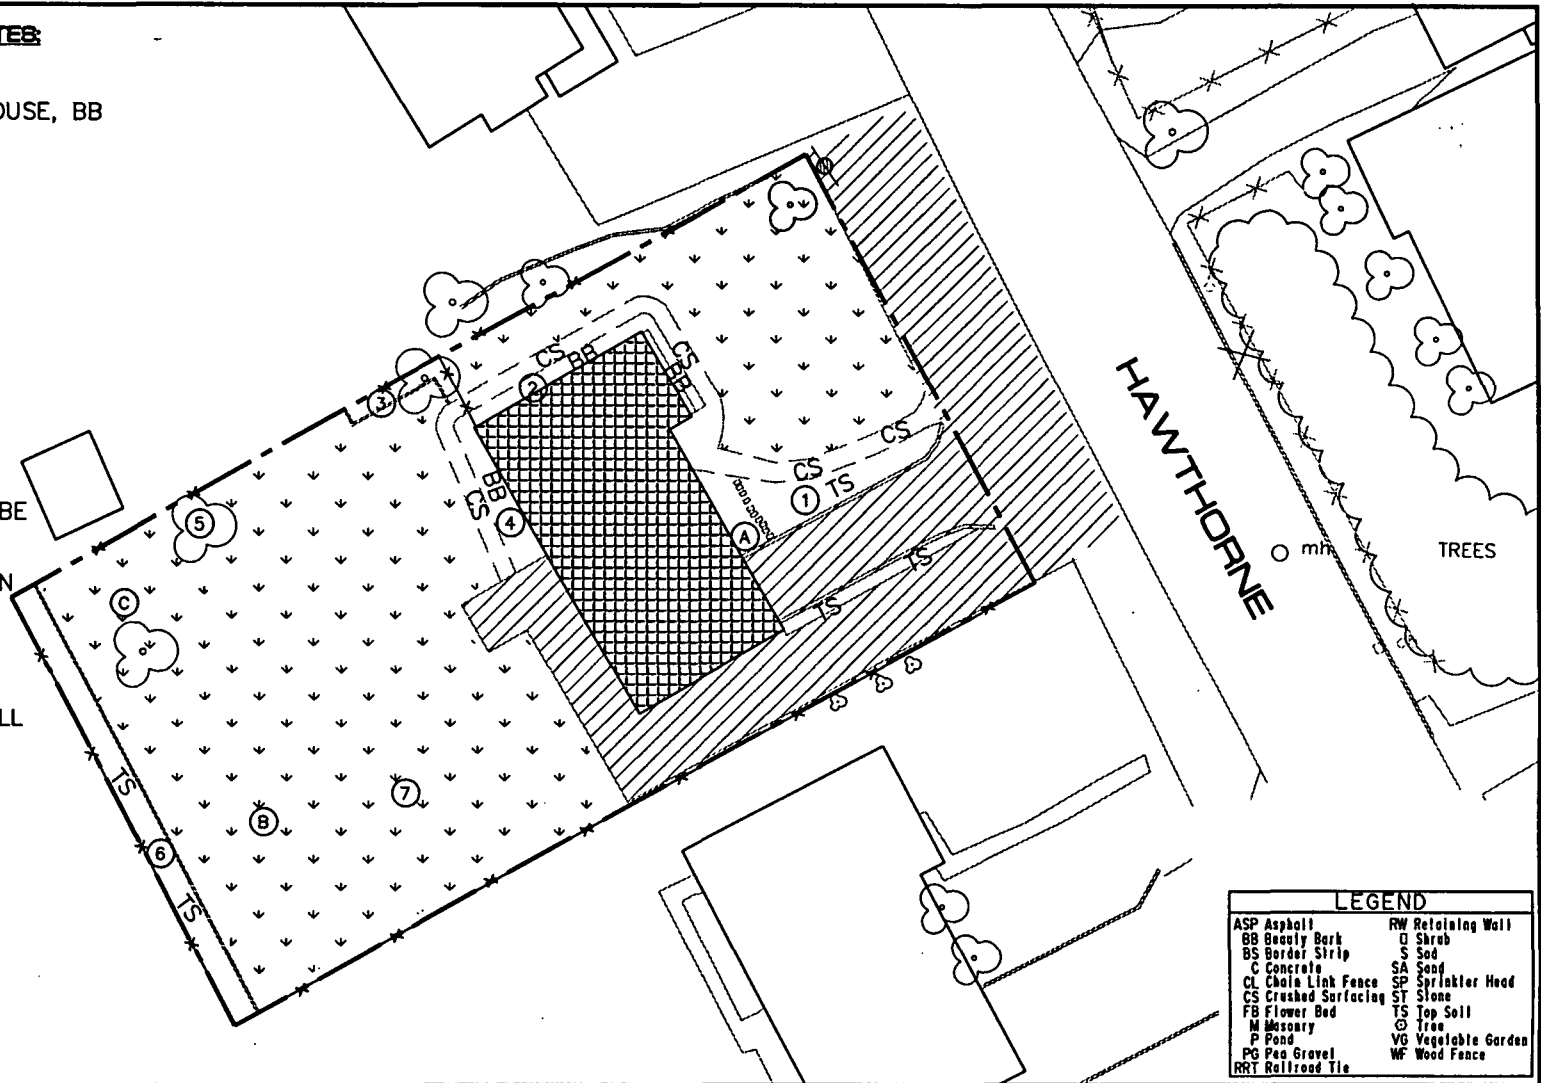 TES:
OUSE, BB
BE
N
LL
N
CS
BB
CS
BB
2
3
CS
CS
BB
CS
1
TS
5
4
A
TS
C
TS
HAWTHORNE
mh
TREES
TS
7
B
6
TS
LEGEND
ASP Asphalt
BB Beauty Bark
BS Border Strip
C Concrete
CL Chain Link Fence
CS Crushed Surfacing
FB Flower Bed
M Masonry
P Pond
PG Pea Gravel
RRT Railroad Tie
RW Retaining Wall
Shrub
S Sod
SA Sand
SP Sprinkler Head
ST Stone
TS Top Soil
Tree
VG Vegetable Garden
WF Wood Fence